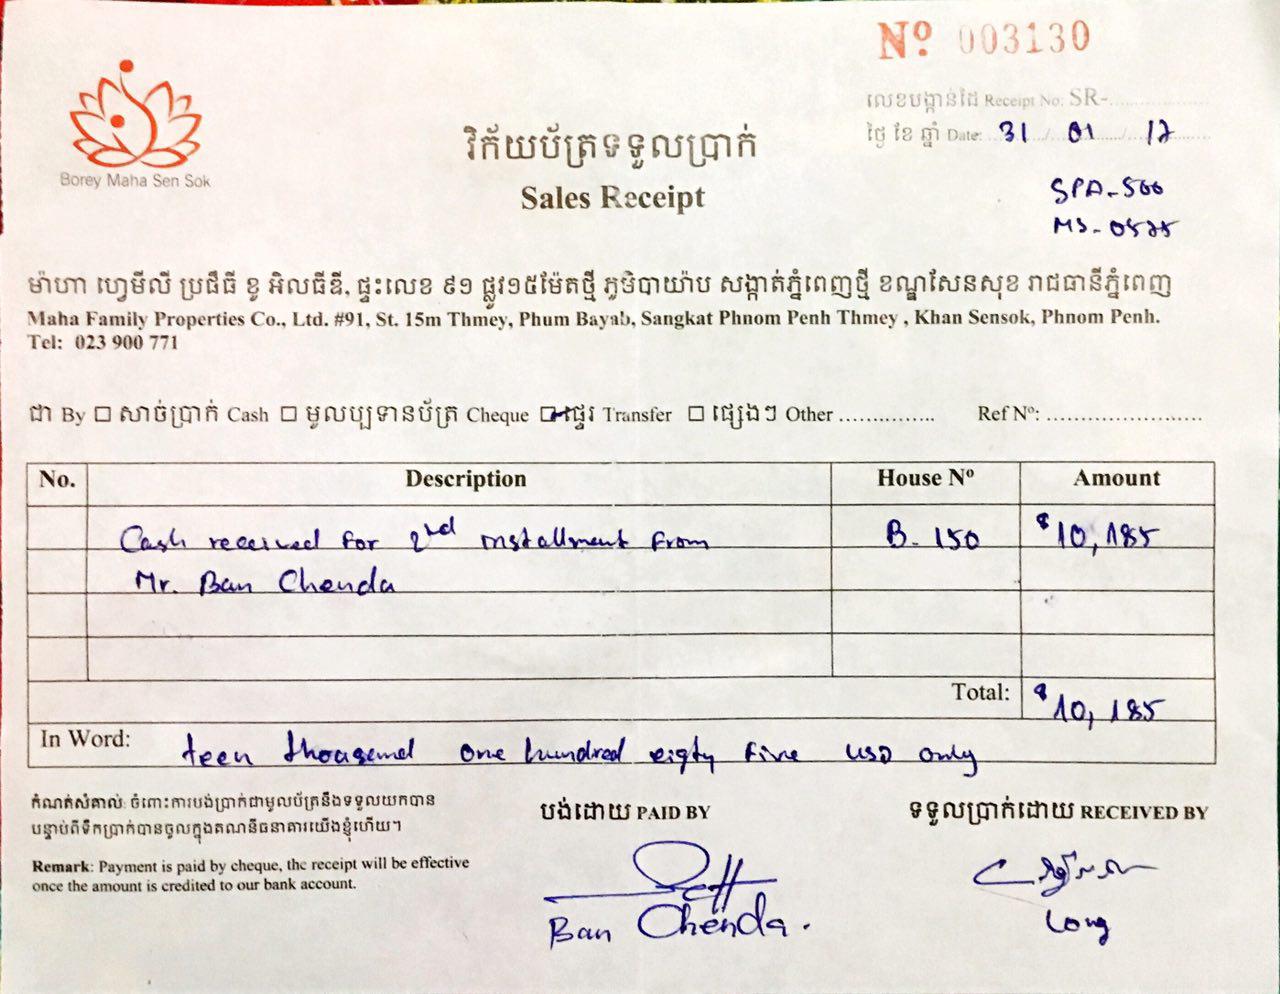 Nº 003130
Borey Maha Sen Sok
លេខបង្កាន់ដៃ Receipt No: SR-....................
ថ្ងៃ ខែ ឆ្នាំ Date: 31 / 01 / 17
វិក័យប័ត្រទទួលប្រាក់
Sales Receipt
SPA-500
MS-0525
ម៉ាហា ហ្វេមីលី ប្រផឹធី ខូ អិលធីឌី, ផ្ទះលេខ ៩១ ផ្លូវ១៥ម៉ែតថ្មី ភូមិបាយ៉ាប សង្កាត់ភ្នំពេញថ្មី ខណ្ឌសែនសុខ រាជធានីភ្នំពេញ
Maha Family Properties Co., Ltd. #91, St. 15m Thmey, Phum Bayab, Sangkat Phnom Penh Thmey , Khan Sensok, Phnom Penh.
Tel: 023 900 771
ជា By ☐ សាច់ប្រាក់ Cash ☐ មូលប្បទានប័ត្រ Cheque ☐ ផ្ទេរ Transfer ☐ ផ្សេងៗ Other ............... Ref Nº: ........................
No. Description House Nº Amount
Cash received for 2nd installment from B. 150 $10,185
Mr. Ban Chenda
Total: $10,185
In Word: teen thousand one hundred eigty five USD only
កំណត់សំគាល់: ចំពោះការបង់ប្រាក់ជាមូលប័ត្រនឹងទទួលយកបាន
បន្ទាប់ពីទឹកប្រាក់បានចូលក្នុងគណនីធនាគារយើងខ្ញុំហើយ។
Remark: Payment is paid by cheque, the receipt will be effective
once the amount is credited to our bank account.
បង់ដោយ PAID BY
Ban Chenda.
ទទួលប្រាក់ដោយ RECEIVED BY
Long